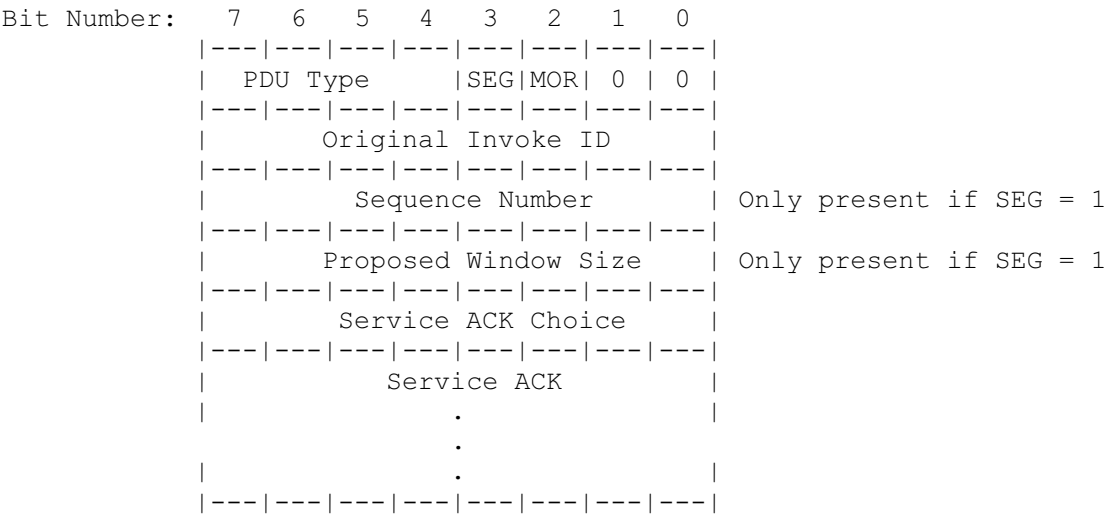 Bit Number:   7   6   5   4   3   2   1   0
            |---|---|---|---|---|---|---|---|
            |  PDU Type     |SEG|MOR| 0 | 0 |
            |---|---|---|---|---|---|---|---|
            |       Original Invoke ID      |
            |---|---|---|---|---|---|---|---|
            |         Sequence Number       | Only present if SEG = 1
            |---|---|---|---|---|---|---|---|
            |       Proposed Window Size    | Only present if SEG = 1
            |---|---|---|---|---|---|---|---|
            |        Service ACK Choice     |
            |---|---|---|---|---|---|---|---|
            |           Service ACK         |
            |               .               |
                            .
            |               .               |
            |---|---|---|---|---|---|---|---|